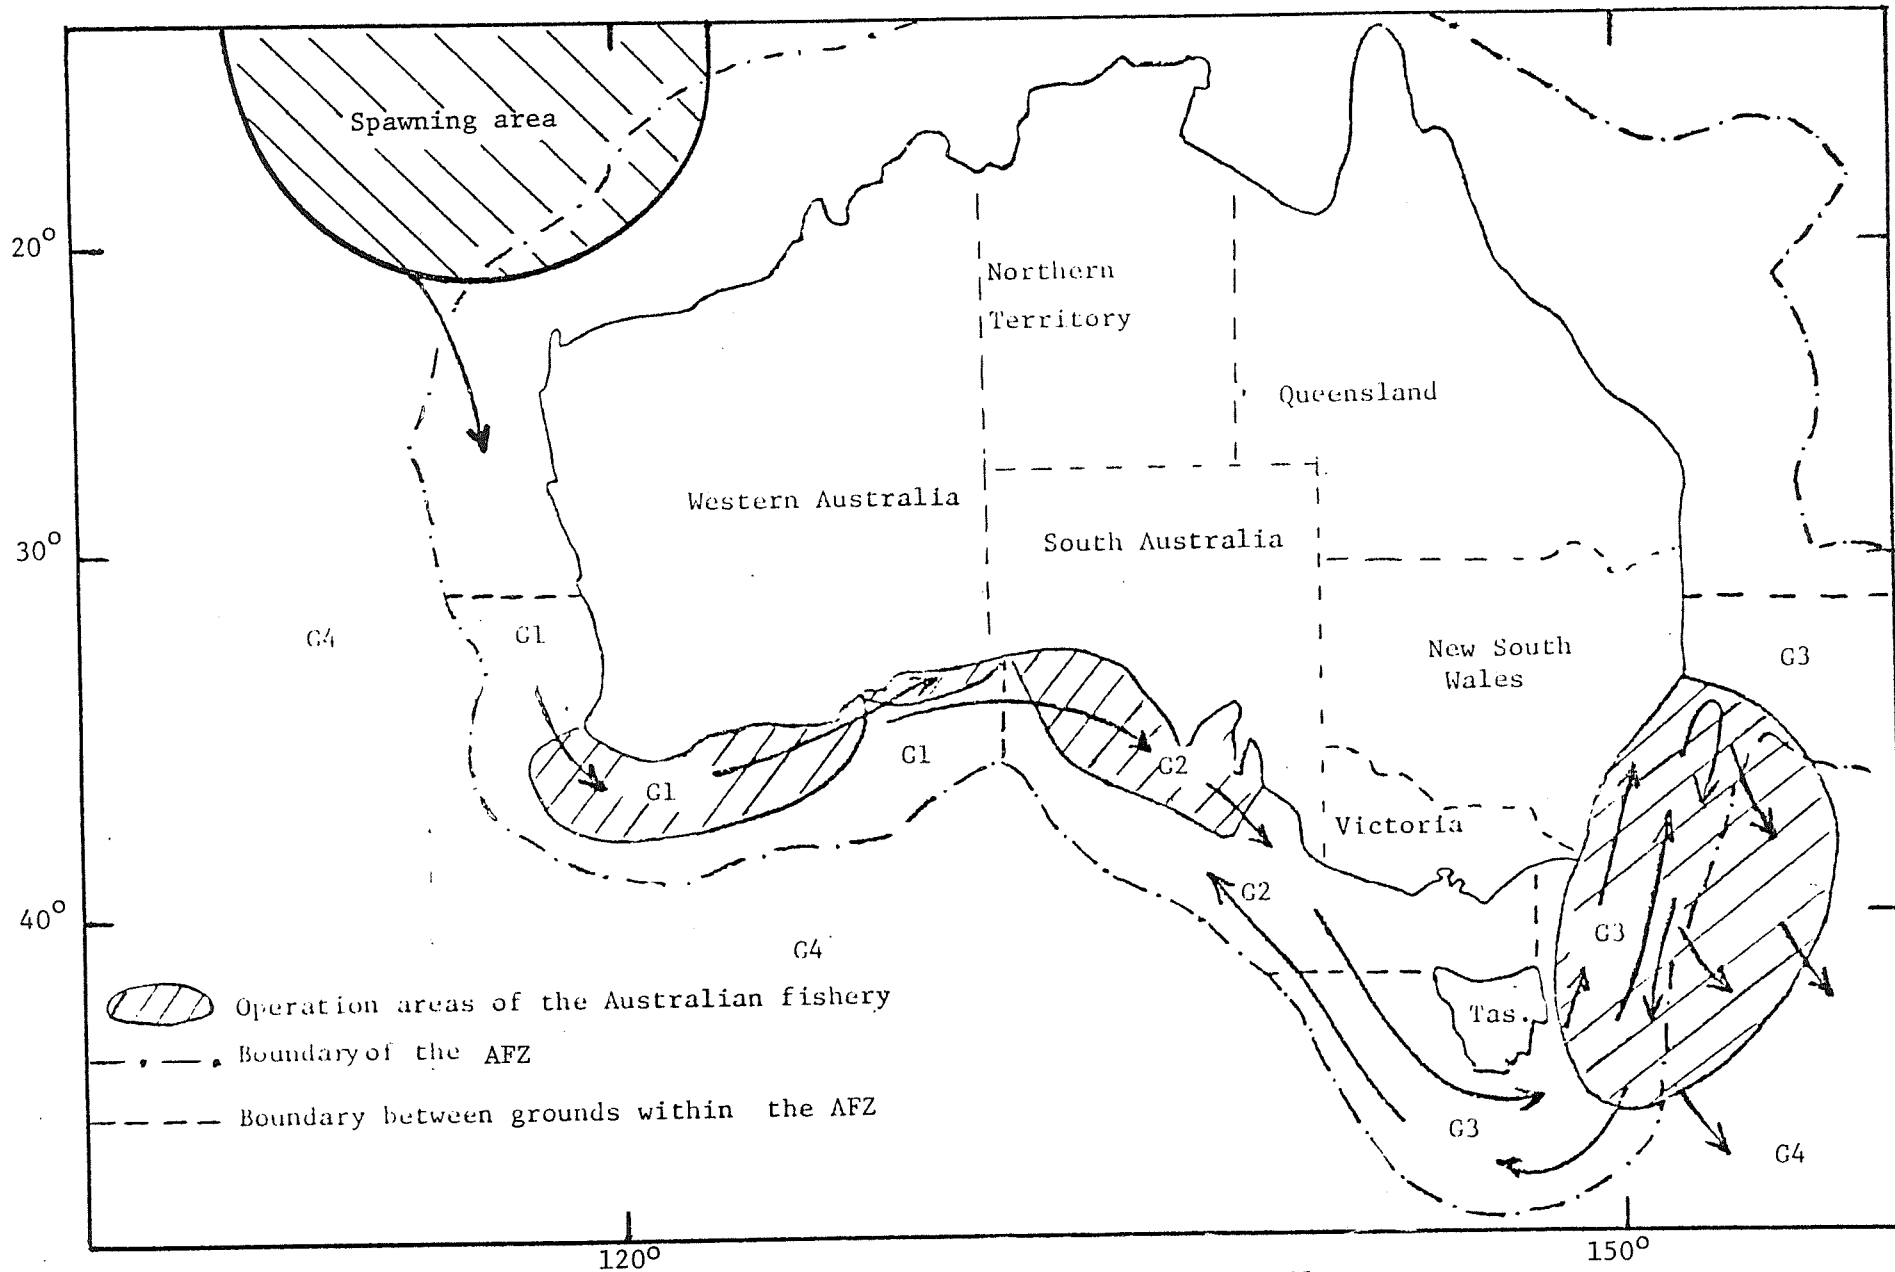 Spawning area
20°
Northern
Territory
Queensland
Western Australia
South Australia
30°
G4
G1
New South
Wales
G3
G1
G1
G2
Victoria
G2
G3
40°
G4
Tas.
Operation areas of the Australian fishery
Boundary of the AFZ
Boundary between grounds within the AFZ
G3
G4
120°
150°